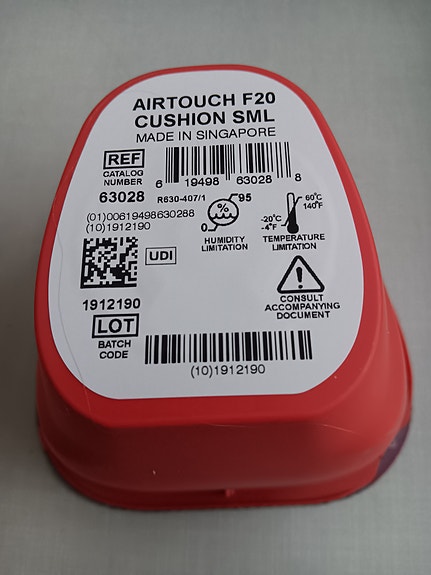 AIRTOUCH F20
CUSHION SML
MADE IN SINGAPORE
REF
CATALOG
NUMBER
63028
6 19498 63028 8
R630-407/1
(01)00619498630288
(10)1912190
UDI
%
0
95
HUMIDITY
LIMITATION
60°C
140°F
-20°C
-4°F
TEMPERATURE
LIMITATION
1912190
LOT
BATCH
CODE
!
CONSULT
ACCOMPANYING
DOCUMENT
(10)1912190